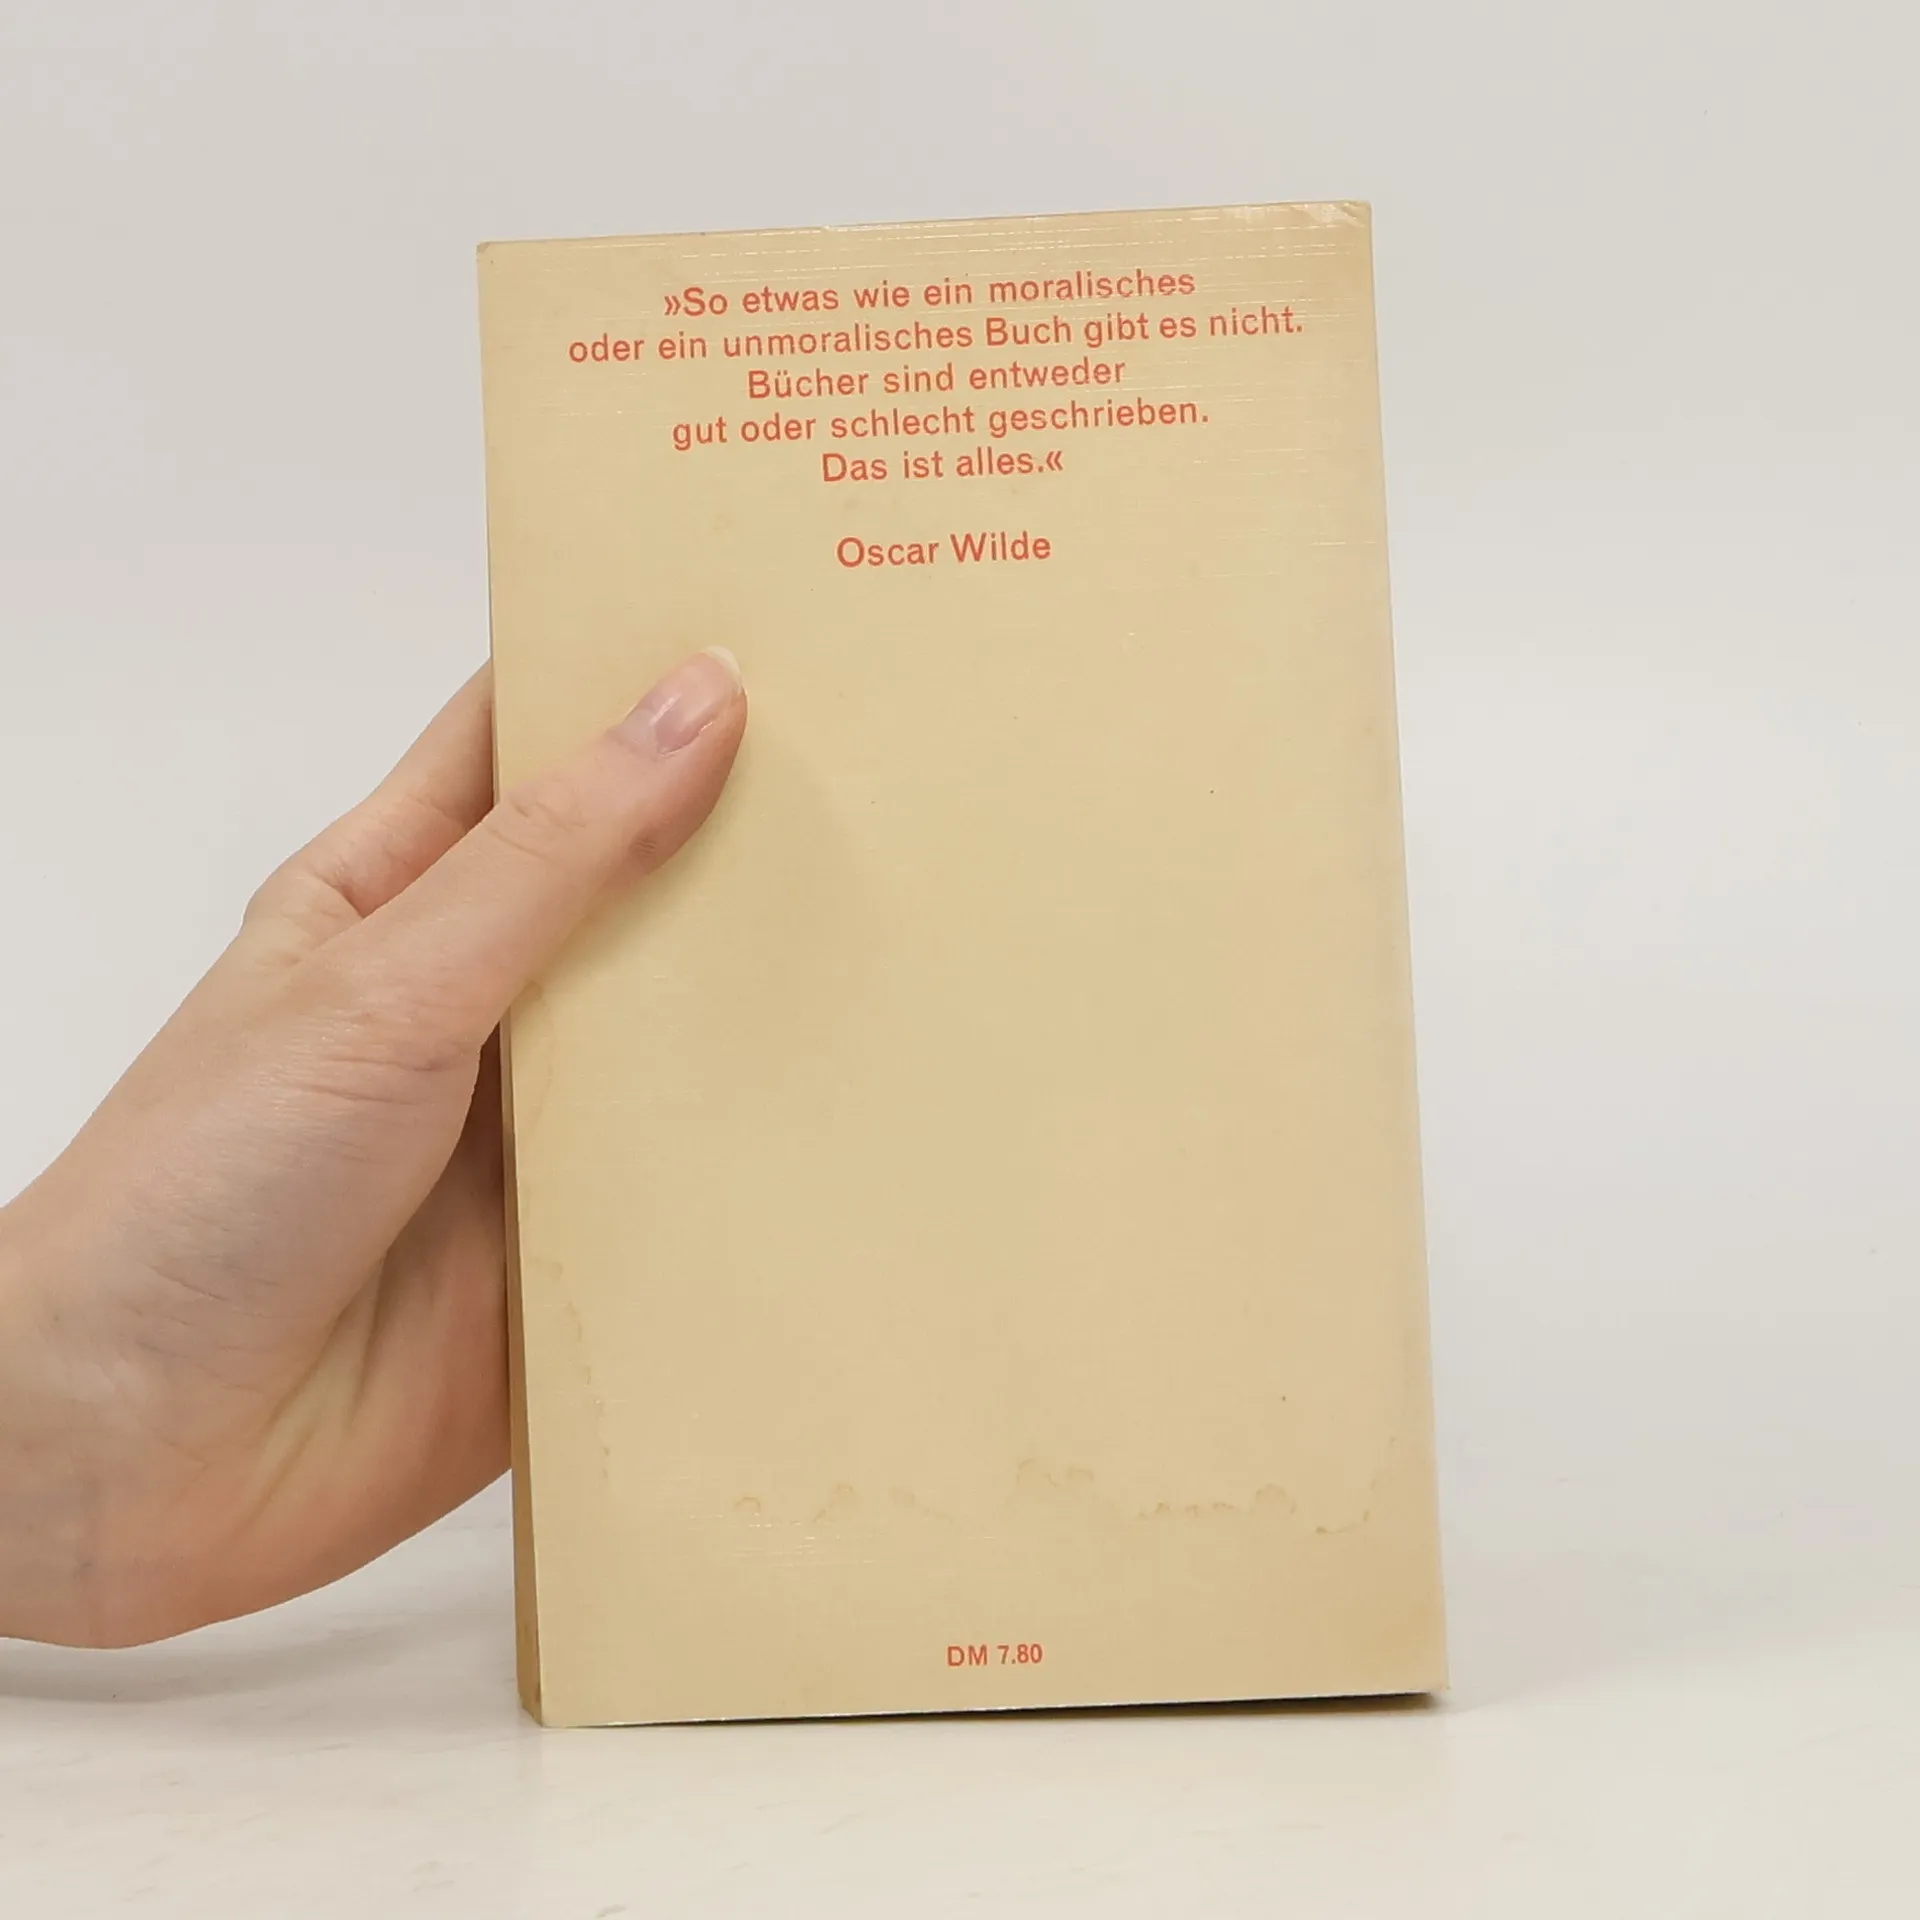 »So etwas wie ein moralisches
oder ein unmoralisches Buch gibt es nicht.
Bücher sind entweder
gut oder schlecht geschrieben.
Das ist alles.«
Oscar Wilde
DM 7.80